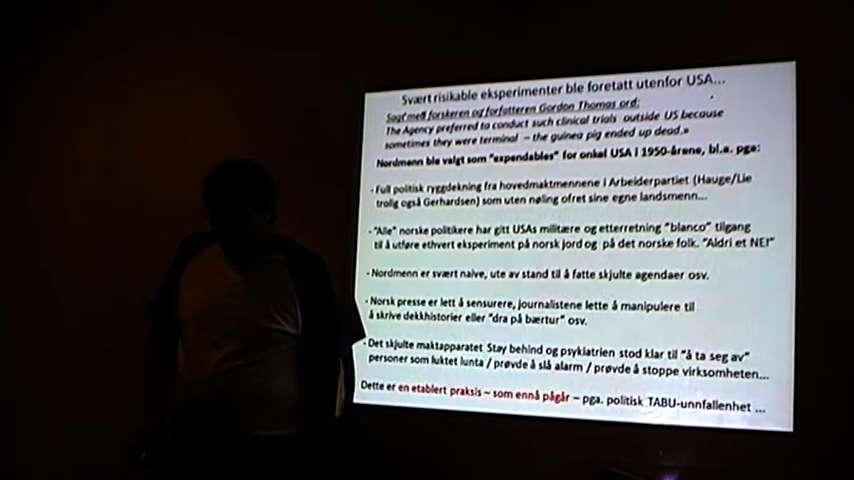 Svært risikable eksperimenter ble foretatt utenfor USA...
Sagt med forskeren og forfatteren Gordon Thomas ord:
The Agency preferred to conduct such clinical trials outside US because
sometimes they were terminal – the guinea pig ended up dead.»
Nordmenn ble valgt som "expendables" for onkel USA i 1950-årene, bl.a. pga:
- Full politisk ryggdekning fra hovedmaktmennene i Arbeiderpartiet (Hauge/Lie
trolig også Gerhardsen) som uten nøling ofret sine egne landsmenn...
- "Alle" norske politikere har gitt USAs militære og etterretning "blanco" tilgang
til å utføre ethvert eksperiment på norsk jord og på det norske folk. "Aldri et NEI"
- Nordmenn er svært naive, ute av stand til å fatte skjulte agendaer osv.
- Norsk presse er lett å sensurere, journalistene lette å manipulere til
å skrive dekkhistorier eller "dra på bærtur" osv.
- Det skjulte maktapparatet Stay behind og psykiatrien stod klar til "å ta seg av"
personer som luktet lunta / prøvde å slå alarm / prøvde å stoppe virksomheten...
Dette er en etablert praksis – som ennå pågår – pga. politisk TABU-unnfallenhet ...